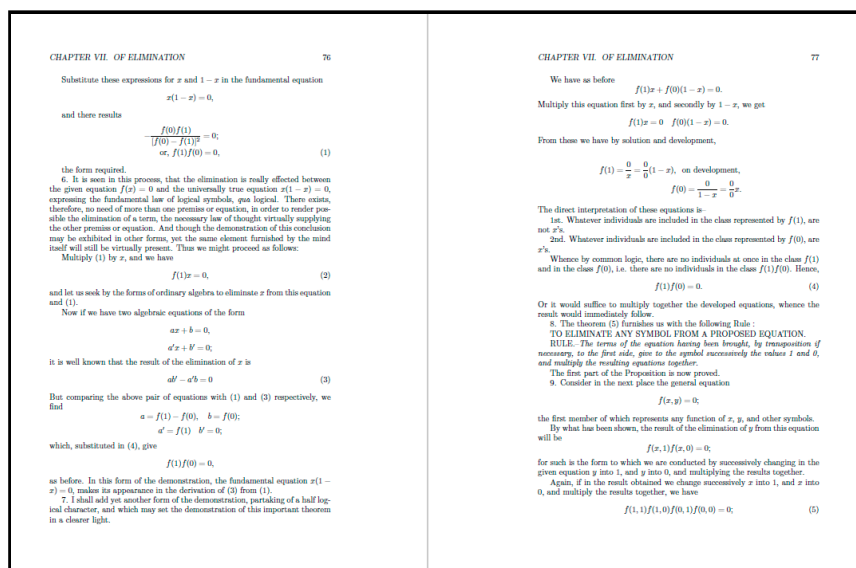 CHAPTER VII. OF ELIMINATION 76
Substitute these expressions for x and 1 − x in the fundamental equation
x(1 − x) = 0,
and there results
−f(0)f(1)/[f(0) − f(1)]² = 0;
or, f(1)f(0) = 0, (1)
the form required.
6. It is seen in this process, that the elimination is really effected between
the given equation f(x) = 0 and the universally true equation x(1 − x) = 0,
expressing the fundamental law of logical symbols, qua logical. There exists,
therefore, no need of more than one premiss or equation, in order to render pos-
sible the elimination of a term, the necessary law of thought virtually supplying
the other premiss or equation. And though the demonstration of this conclusion
may be exhibited in other forms, yet the same element furnished by the mind
itself will still be virtually present. Thus we might proceed as follows:
Multiply (1) by x, and we have
f(1)x = 0, (2)
and let us seek by the forms of ordinary algebra to eliminate x from this equation
and (1).
Now if we have two algebraic equations of the form
ax + b = 0,
a′x + b′ = 0;
it is well known that the result of the elimination of x is
ab′ − a′b = 0 (3)
But comparing the above pair of equations with (1) and (3) respectively, we
find
a = f(1) − f(0), b = f(0);
a′ = f(1) b′ = 0;
which, substituted in (4), give
f(1)f(0) = 0,
as before. In this form of the demonstration, the fundamental equation x(1 −
x) = 0, makes its appearance in the derivation of (3) from (1).
7. I shall add yet another form of the demonstration, partaking of a half log-
ical character, and which may set the demonstration of this important theorem
in a clearer light.
CHAPTER VII. OF ELIMINATION 77
We have as before
f(1)x + f(0)(1 − x) = 0.
Multiply this equation first by x, and secondly by 1 − x, we get
f(1)x = 0 f(0)(1 − x) = 0.
From these we have by solution and development,
f(1) = 0/x = 0/0(1 − x), on development,
f(0) = 0/(1 − x) = 0/0x.
The direct interpretation of these equations is–
1st. Whatever individuals are included in the class represented by f(1), are
not x's.
2nd. Whatever individuals are included in the class represented by f(0), are
x's.
Whence by common logic, there are no individuals at once in the class f(1)
and in the class f(0), i.e. there are no individuals in the class f(1)f(0). Hence,
f(1)f(0) = 0. (4)
Or it would suffice to multiply together the developed equations, whence the
result would immediately follow.
8. The theorem (5) furnishes us with the following Rule :
TO ELIMINATE ANY SYMBOL FROM A PROPOSED EQUATION.
RULE.–The terms of the equation having been brought, by transposition if
necessary, to the first side, give to the symbol successively the values 1 and 0,
and multiply the resulting equations together.
The first part of the Proposition is now proved.
9. Consider in the next place the general equation
f(x, y) = 0;
the first member of which represents any function of x, y, and other symbols.
By what has been shown, the result of the elimination of y from this equation
will be
f(x, 1)f(x, 0) = 0;
for such is the form to which we are conducted by successively changing in the
given equation y into 1, and y into 0, and multiplying the results together.
Again, if in the result obtained we change successively x into 1, and x into
0, and multiply the results together, we have
f(1, 1)f(1, 0)f(0, 1)f(0, 0) = 0; (5)